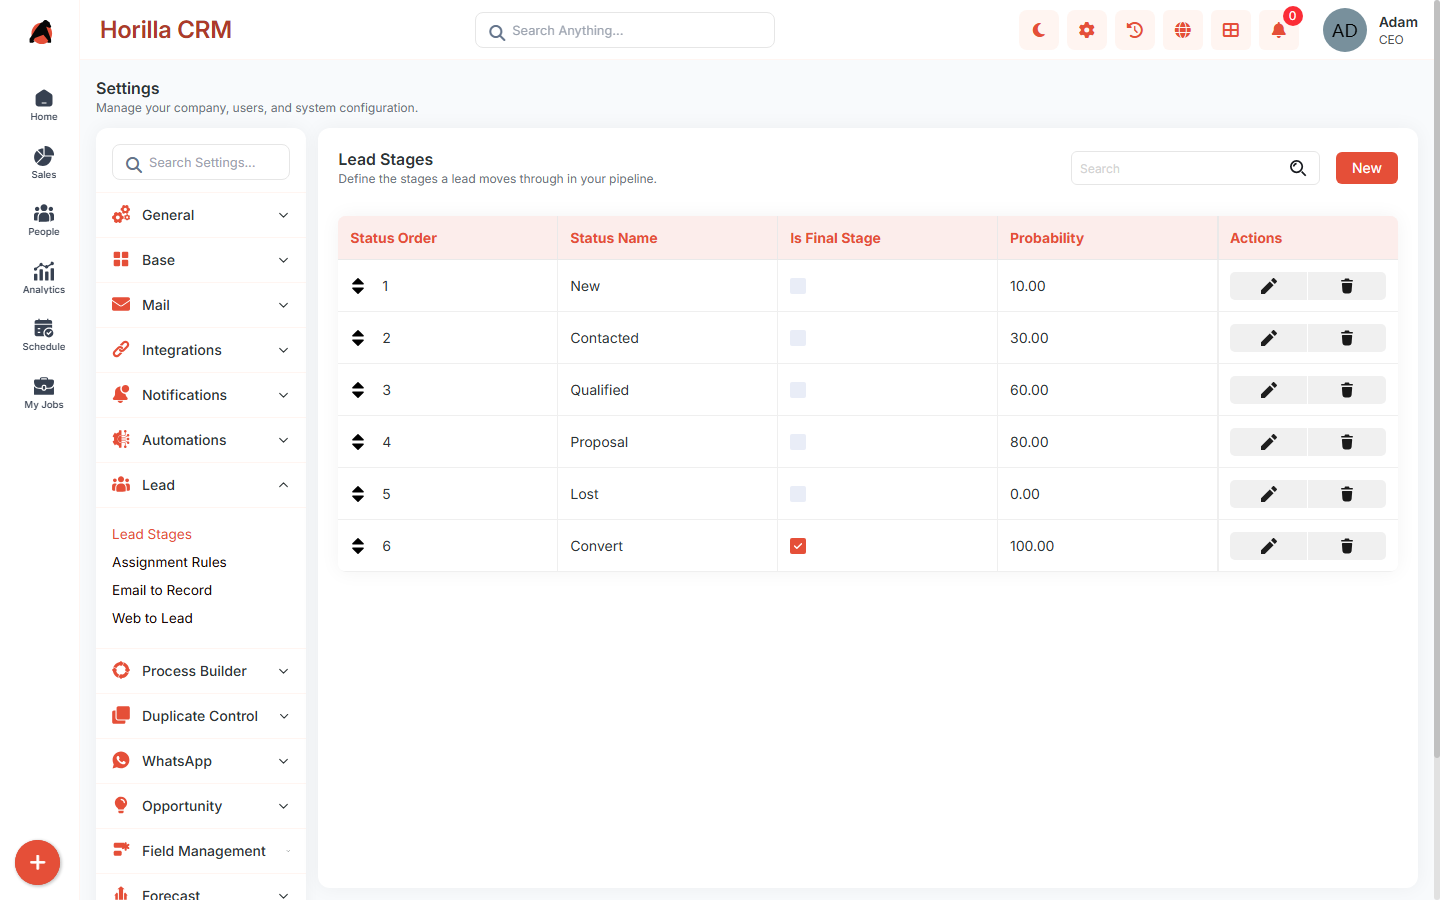 Horilla CRM
Search Anything...
0
AD
Adam
CEO
Home
Sales
People
Analytics
Schedule
My Jobs
Settings
Manage your company, users, and system configuration.
Search Settings...
General
Base
Mail
Integrations
Notifications
Automations
Lead
Lead Stages
Assignment Rules
Email to Record
Web to Lead
Process Builder
Duplicate Control
WhatsApp
Opportunity
Field Management
Forecast
Lead Stages
Define the stages a lead moves through in your pipeline.
Search
New
Status Order Status Name Is Final Stage Probability Actions
1 New 10.00
2 Contacted 30.00
3 Qualified 60.00
4 Proposal 80.00
5 Lost 0.00
6 Convert 100.00